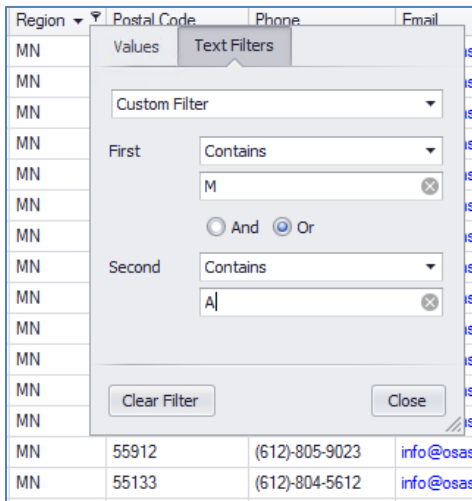 Region Postal Code Phone Email
MN
Values Text Filters
MN
MN
Custom Filter
MN
First Contains
MN
M
MN
And Or
MN
Second Contains
MN
A
MN
MN
MN
Clear Filter Close
MN
MN
MN 55912 (612)-805-9023 info@osas
MN 55133 (612)-804-5612 info@osas